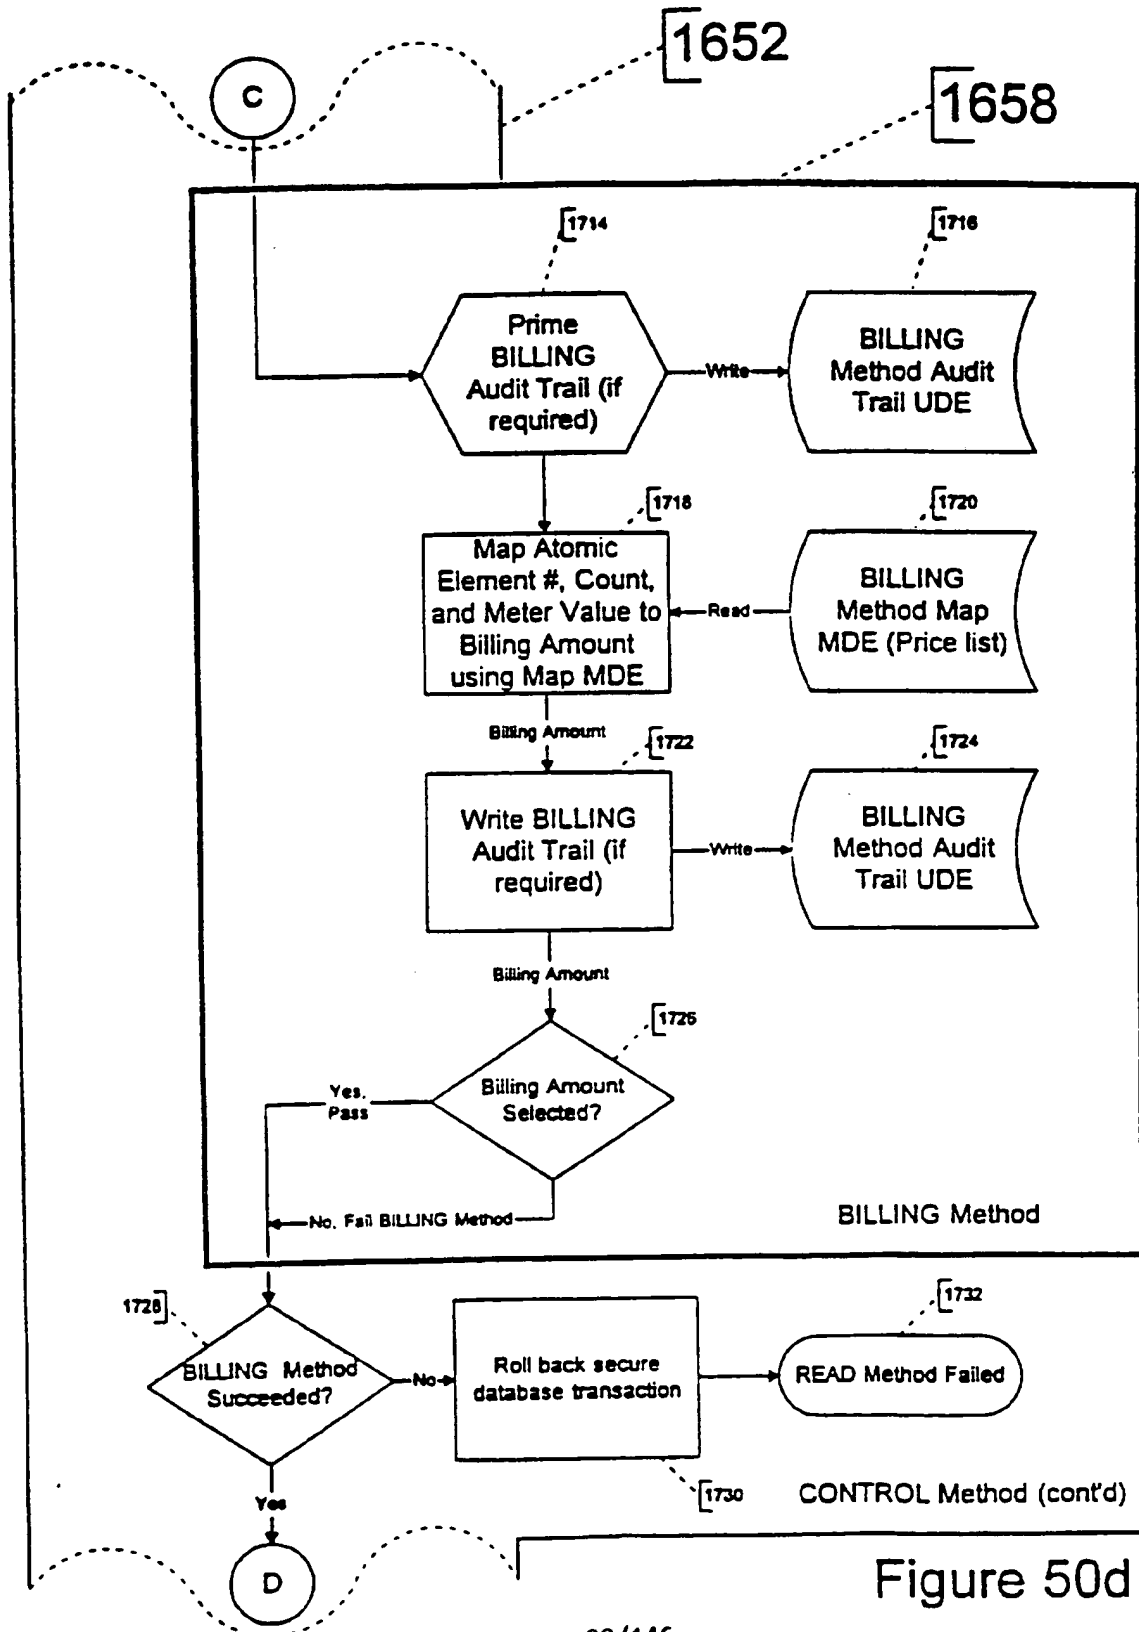 1652
C
1658
1714
1716
Prime
BILLING
Audit Trail (if
required)
Write
BILLING
Method Audit
Trail UDE
1718
1720
Map Atomic
Element #, Count,
and Meter Value to
Billing Amount
using Map MDE
Read
BILLING
Method Map
MDE (Price list)
Billing Amount
1722
1724
Write BILLING
Audit Trail (if
required)
Write
BILLING
Method Audit
Trail UDE
Billing Amount
1726
Billing Amount
Selected?
Yes,
Pass
No, Fail BILLING Method
BILLING Method
1728
1732
BILLING Method
Succeeded?
No
Roll back secure
database transaction
READ Method Failed
1730
CONTROL Method (cont'd)
Yes
D
Figure 50d